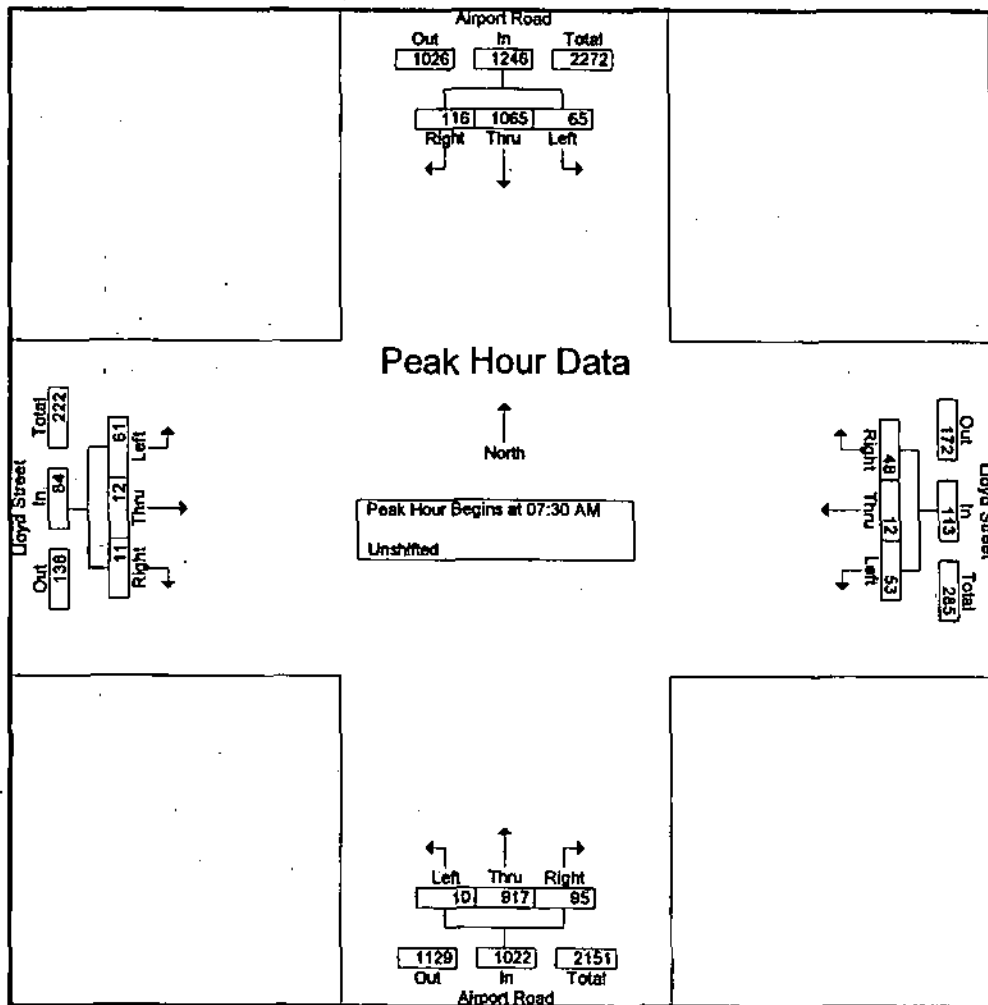 Airport Road
Out In Total
1026 1246 2272
116 1065 65
Right Thru Left
Peak Hour Data
North
Peak Hour Begins at 07:30 AM
Unshifted
Lloyd Street
Out In Total
138 84 222
Right Thru Left
11 12 61
Lloyd Street
Out In Total
172 113 285
Right Thru Left
48 12 53
Left Thru Right
10 917 95
1129 1022 2151
Out In Total
Airport Road